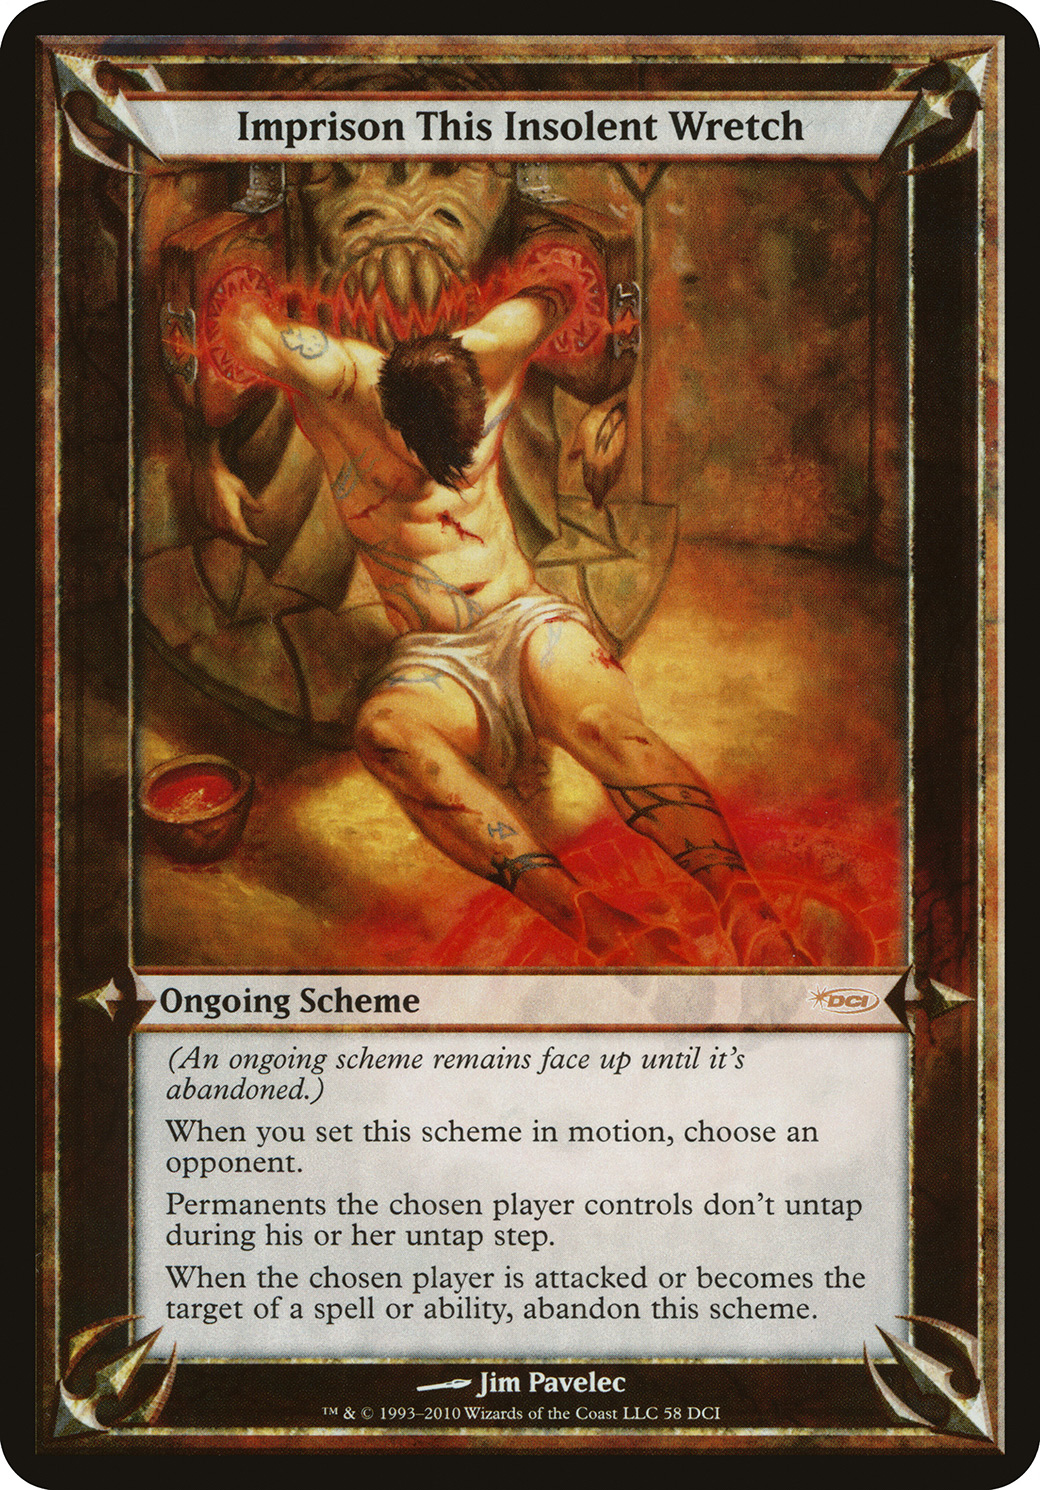 Imprison This Insolent Wretch
Ongoing Scheme
DCI
(An ongoing scheme remains face up until it's
abandoned.)
When you set this scheme in motion, choose an
opponent.
Permanents the chosen player controls don't untap
during his or her untap step.
When the chosen player is attacked or becomes the
target of a spell or ability, abandon this scheme.
Jim Pavelec
™ & © 1993–2010 Wizards of the Coast LLC 58 DCI